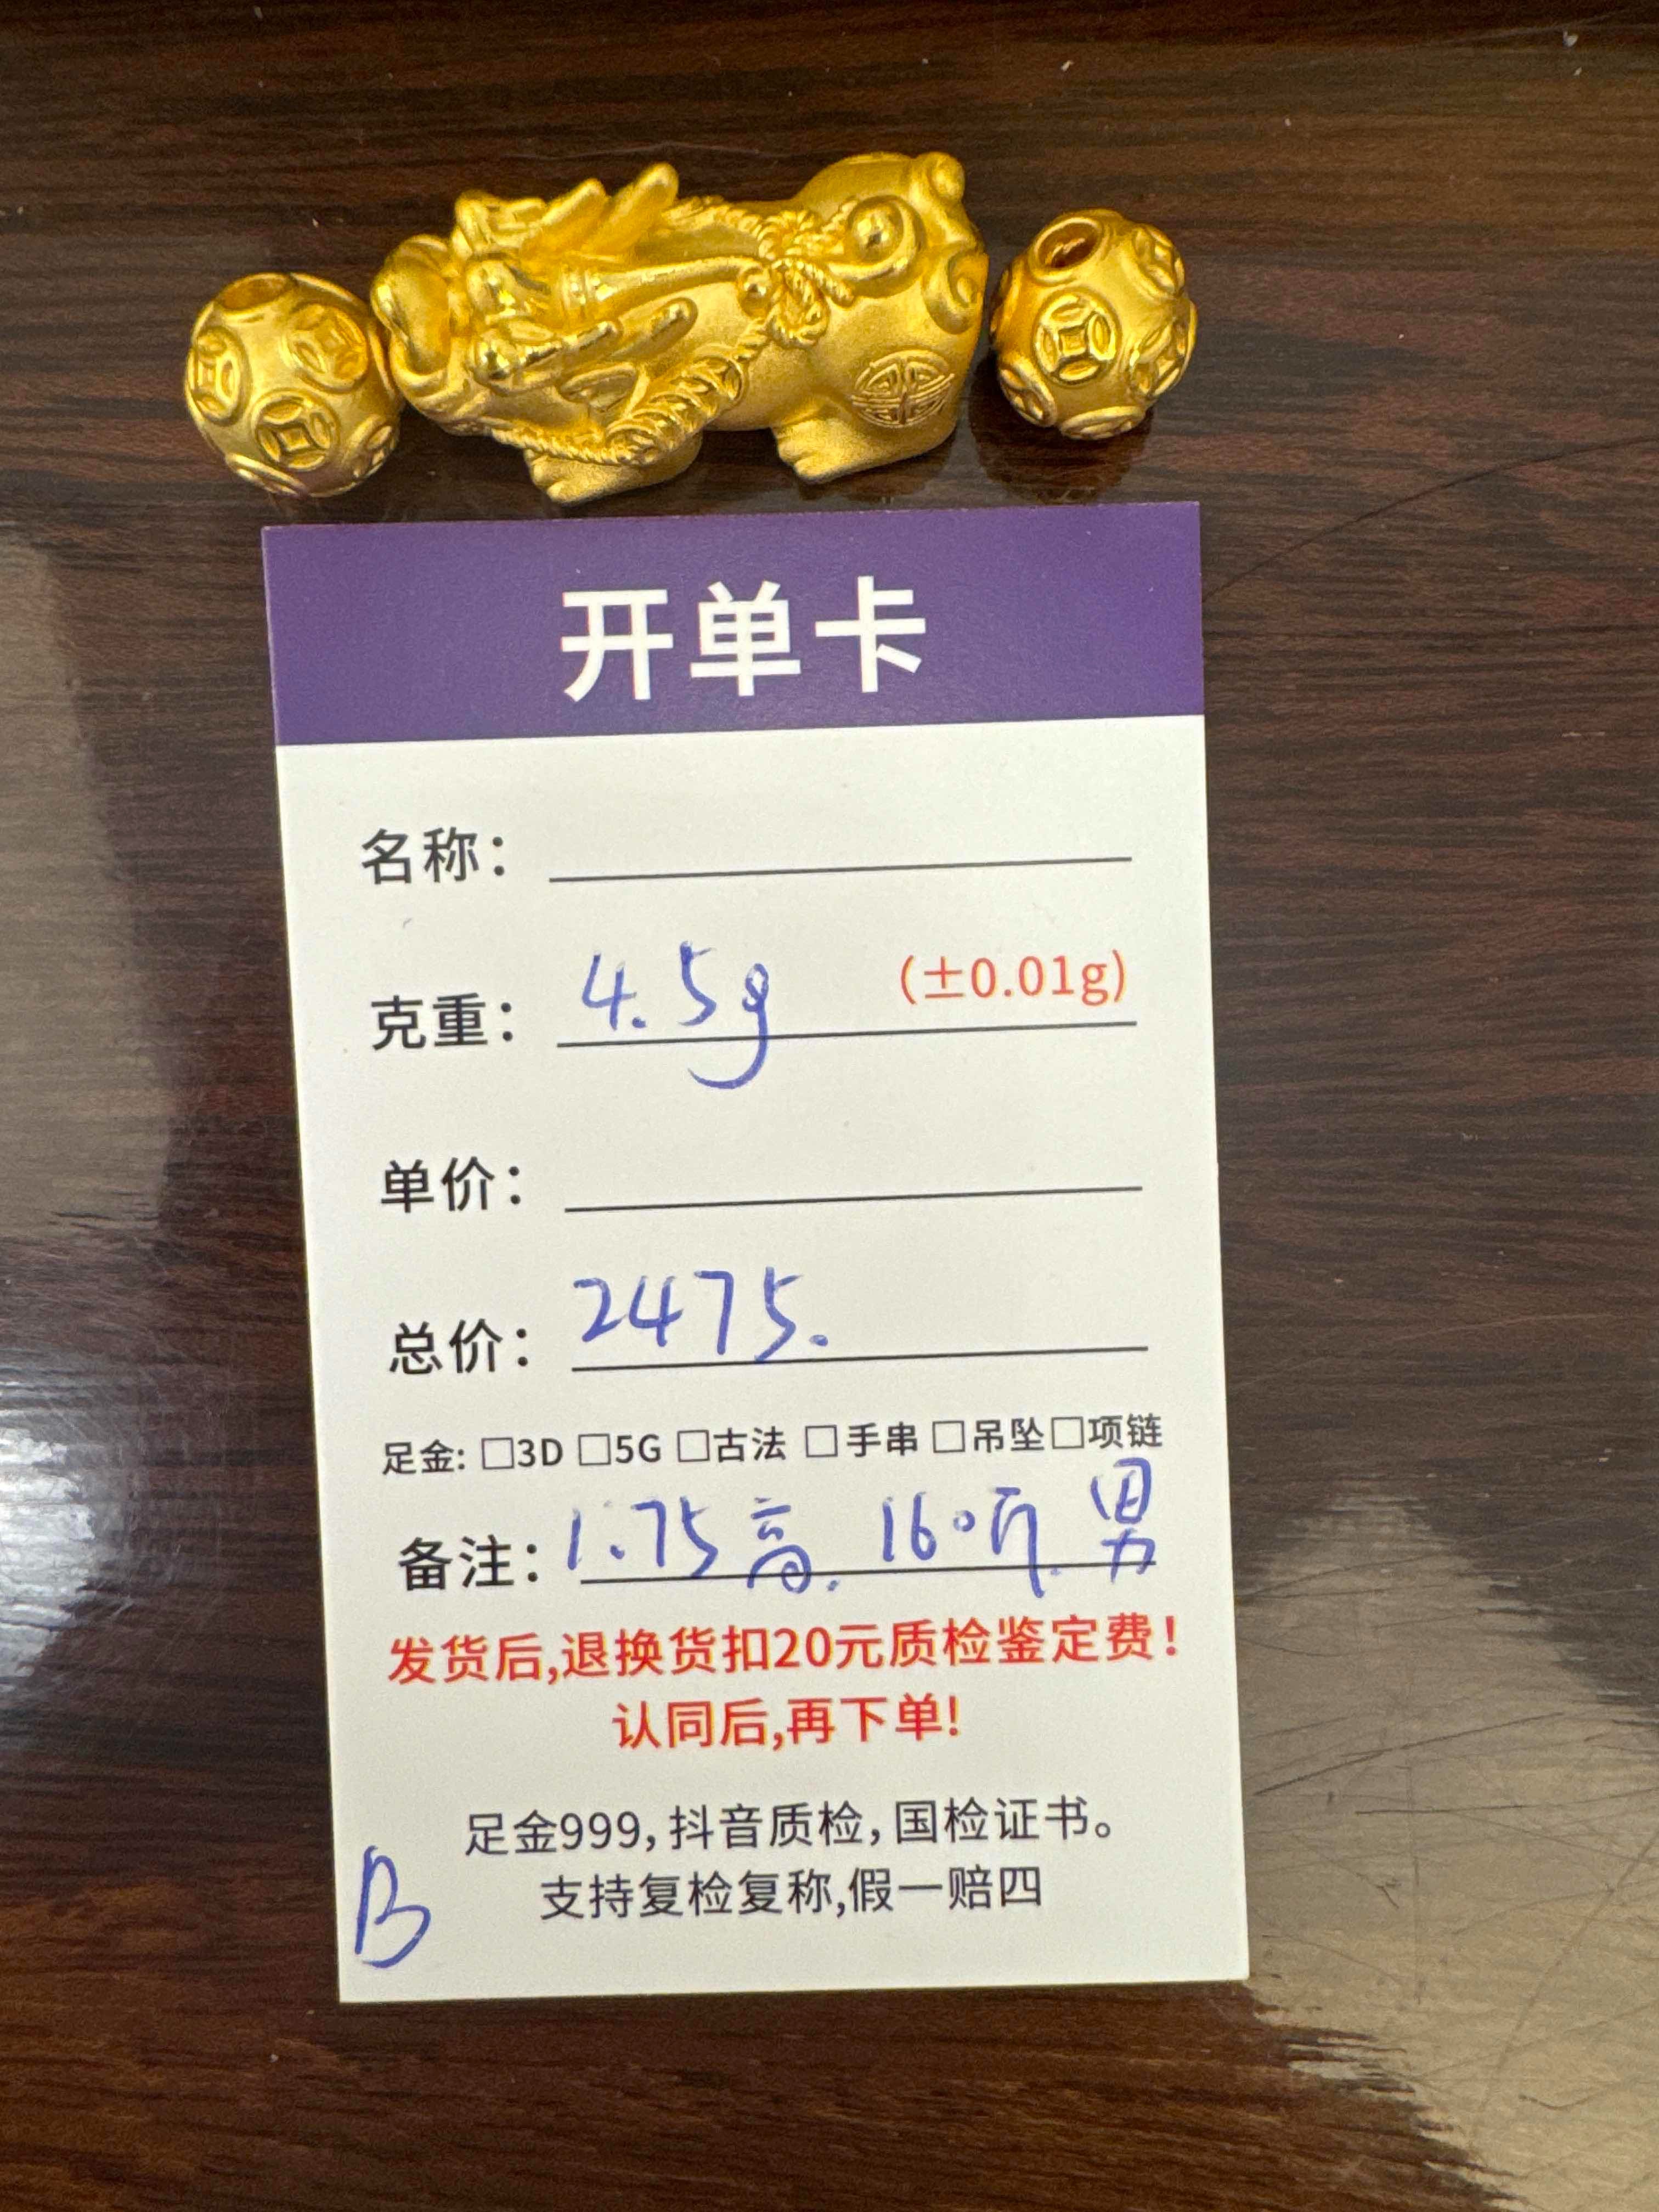 开单卡
名称：
克重： 4.5g (±0.01g)
单价：
总价： 2475.
足金: □3D □5G □古法 □手串 □吊坠 □项链
备注： 1.75高. 160斤. 男
发货后,退换货扣20元质检鉴定费！
认同后,再下单!
足金999，抖音质检，国检证书。
支持复检复称,假一赔四
B